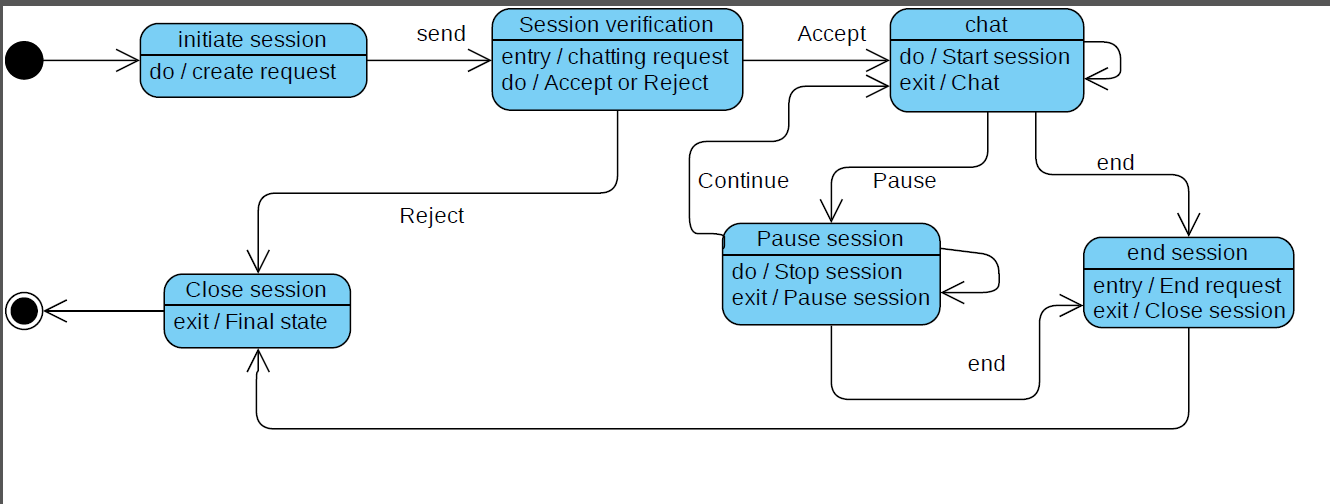 initiate session
do / create request
send
Session verification
entry / chatting request
do / Accept or Reject
Accept
chat
do / Start session
exit / Chat
Continue
Pause
end
Reject
Pause session
do / Stop session
exit / Pause session
end session
entry / End request
exit / Close session
Close session
exit / Final state
end